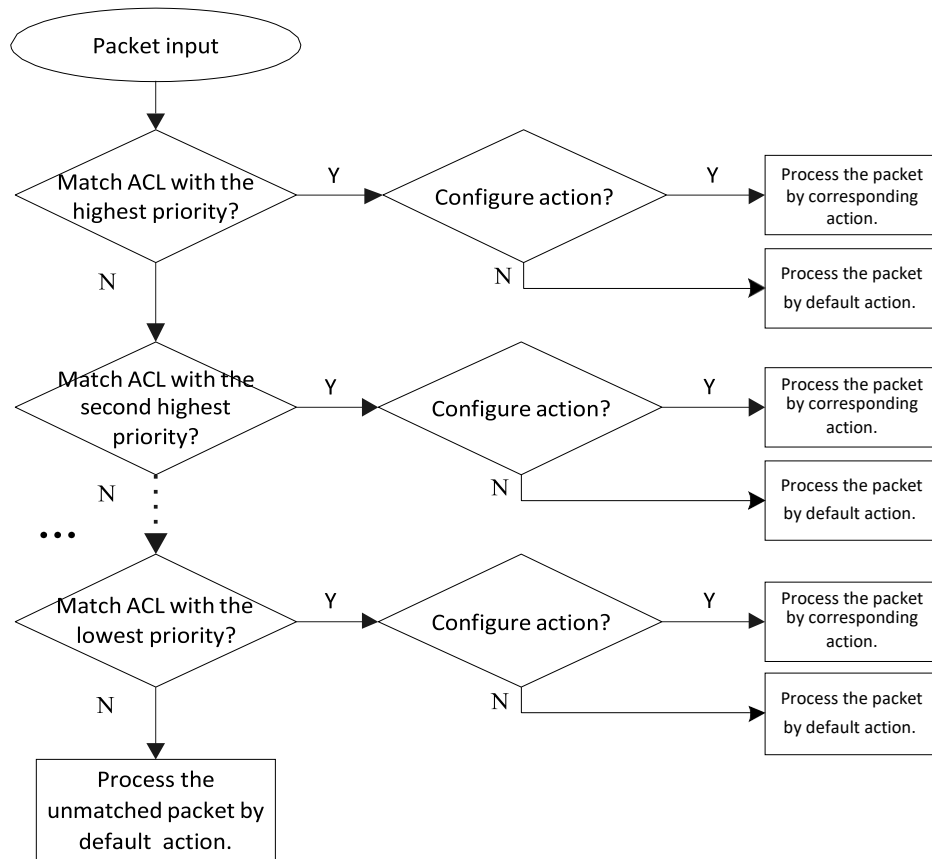 Packet input
Match ACL with the
highest priority?
Y
Configure action?
Y
Process the packet
by corresponding
action.
N
N
Process the packet
by default action.
Match ACL with the
second highest
priority?
Y
Configure action?
Y
Process the packet
by corresponding
action.
N
N
Process the packet
by default action.
...
Match ACL with the
lowest priority?
Y
Configure action?
Y
Process the packet
by corresponding
action.
N
N
Process the packet
by default action.
Process the
unmatched packet by
default action.